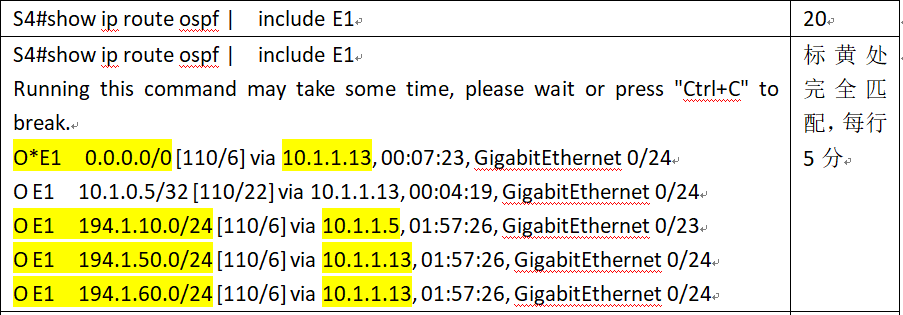 S4#show ip route ospf | include E1
20
S4#show ip route ospf | include E1
Running this command may take some time, please wait or press "Ctrl+C" to
break.
O*E1 0.0.0.0/0 [110/6] via 10.1.1.13, 00:07:23, GigabitEthernet 0/24
O E1 10.1.0.5/32 [110/22] via 10.1.1.13, 00:04:19, GigabitEthernet 0/24
O E1 194.1.10.0/24 [110/6] via 10.1.1.5, 01:57:26, GigabitEthernet 0/23
O E1 194.1.50.0/24 [110/6] via 10.1.1.13, 01:57:26, GigabitEthernet 0/24
O E1 194.1.60.0/24 [110/6] via 10.1.1.13, 01:57:26, GigabitEthernet 0/24
标黄处
完全匹
配，每行
5 分